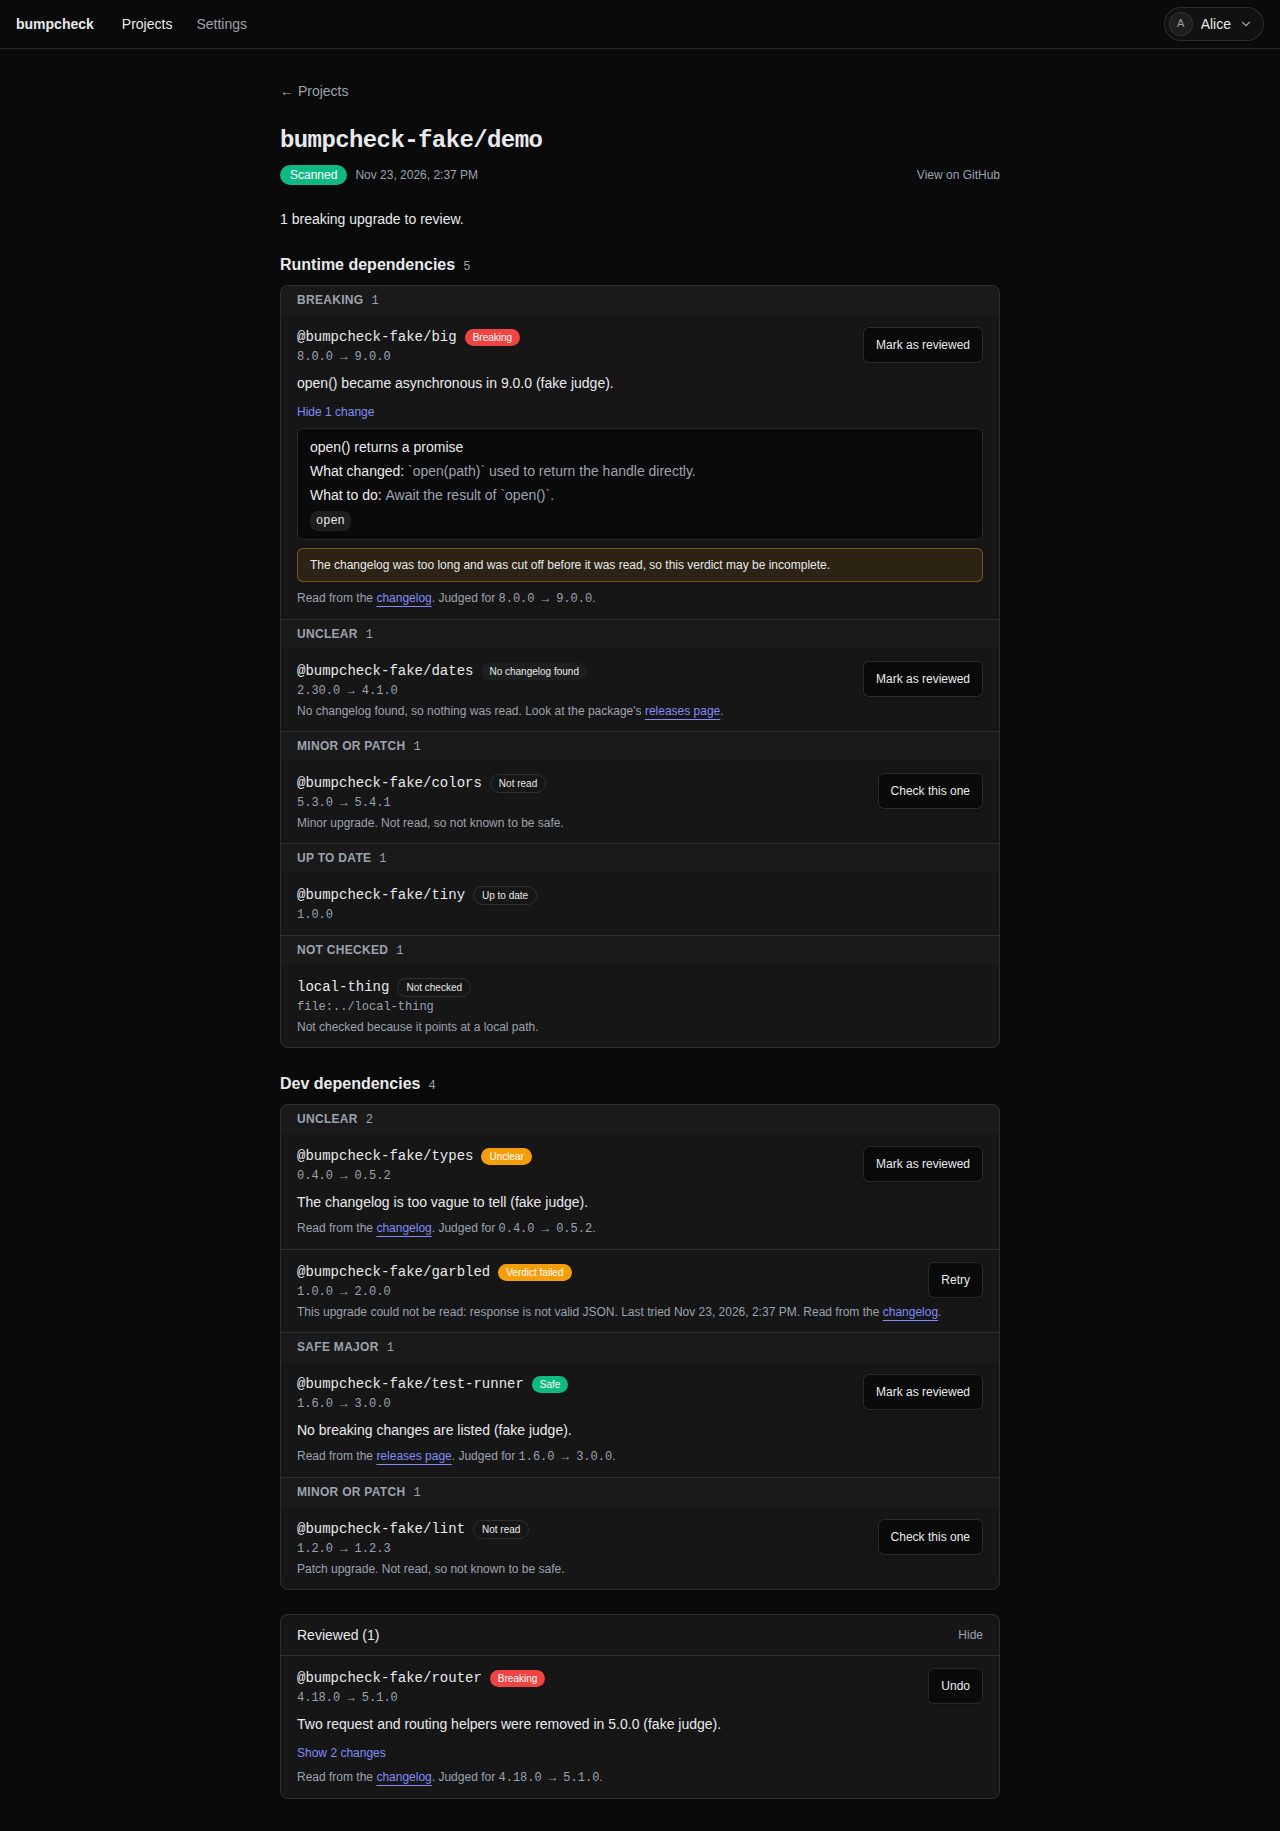 bumpcheck Projects Settings A Alice
← Projects
bumpcheck-fake/demo
Scanned Nov 23, 2026, 2:37 PM View on GitHub
1 breaking upgrade to review.
Runtime dependencies 5
BREAKING 1
@bumpcheck-fake/big Breaking Mark as reviewed
8.0.0 → 9.0.0
open() became asynchronous in 9.0.0 (fake judge).
Hide 1 change
open() returns a promise
What changed: `open(path)` used to return the handle directly.
What to do: Await the result of `open()`.
open
The changelog was too long and was cut off before it was read, so this verdict may be incomplete.
Read from the changelog. Judged for 8.0.0 → 9.0.0.
UNCLEAR 1
@bumpcheck-fake/dates No changelog found Mark as reviewed
2.30.0 → 4.1.0
No changelog found, so nothing was read. Look at the package's releases page.
MINOR OR PATCH 1
@bumpcheck-fake/colors Not read Check this one
5.3.0 → 5.4.1
Minor upgrade. Not read, so not known to be safe.
UP TO DATE 1
@bumpcheck-fake/tiny Up to date
1.0.0
NOT CHECKED 1
local-thing Not checked
file:../local-thing
Not checked because it points at a local path.
Dev dependencies 4
UNCLEAR 2
@bumpcheck-fake/types Unclear Mark as reviewed
0.4.0 → 0.5.2
The changelog is too vague to tell (fake judge).
Read from the changelog. Judged for 0.4.0 → 0.5.2.
@bumpcheck-fake/garbled Verdict failed Retry
1.0.0 → 2.0.0
This upgrade could not be read: response is not valid JSON. Last tried Nov 23, 2026, 2:37 PM. Read from the changelog.
SAFE MAJOR 1
@bumpcheck-fake/test-runner Safe Mark as reviewed
1.6.0 → 3.0.0
No breaking changes are listed (fake judge).
Read from the releases page. Judged for 1.6.0 → 3.0.0.
MINOR OR PATCH 1
@bumpcheck-fake/lint Not read Check this one
1.2.0 → 1.2.3
Patch upgrade. Not read, so not known to be safe.
Reviewed (1) Hide
@bumpcheck-fake/router Breaking Undo
4.18.0 → 5.1.0
Two request and routing helpers were removed in 5.0.0 (fake judge).
Show 2 changes
Read from the changelog. Judged for 4.18.0 → 5.1.0.